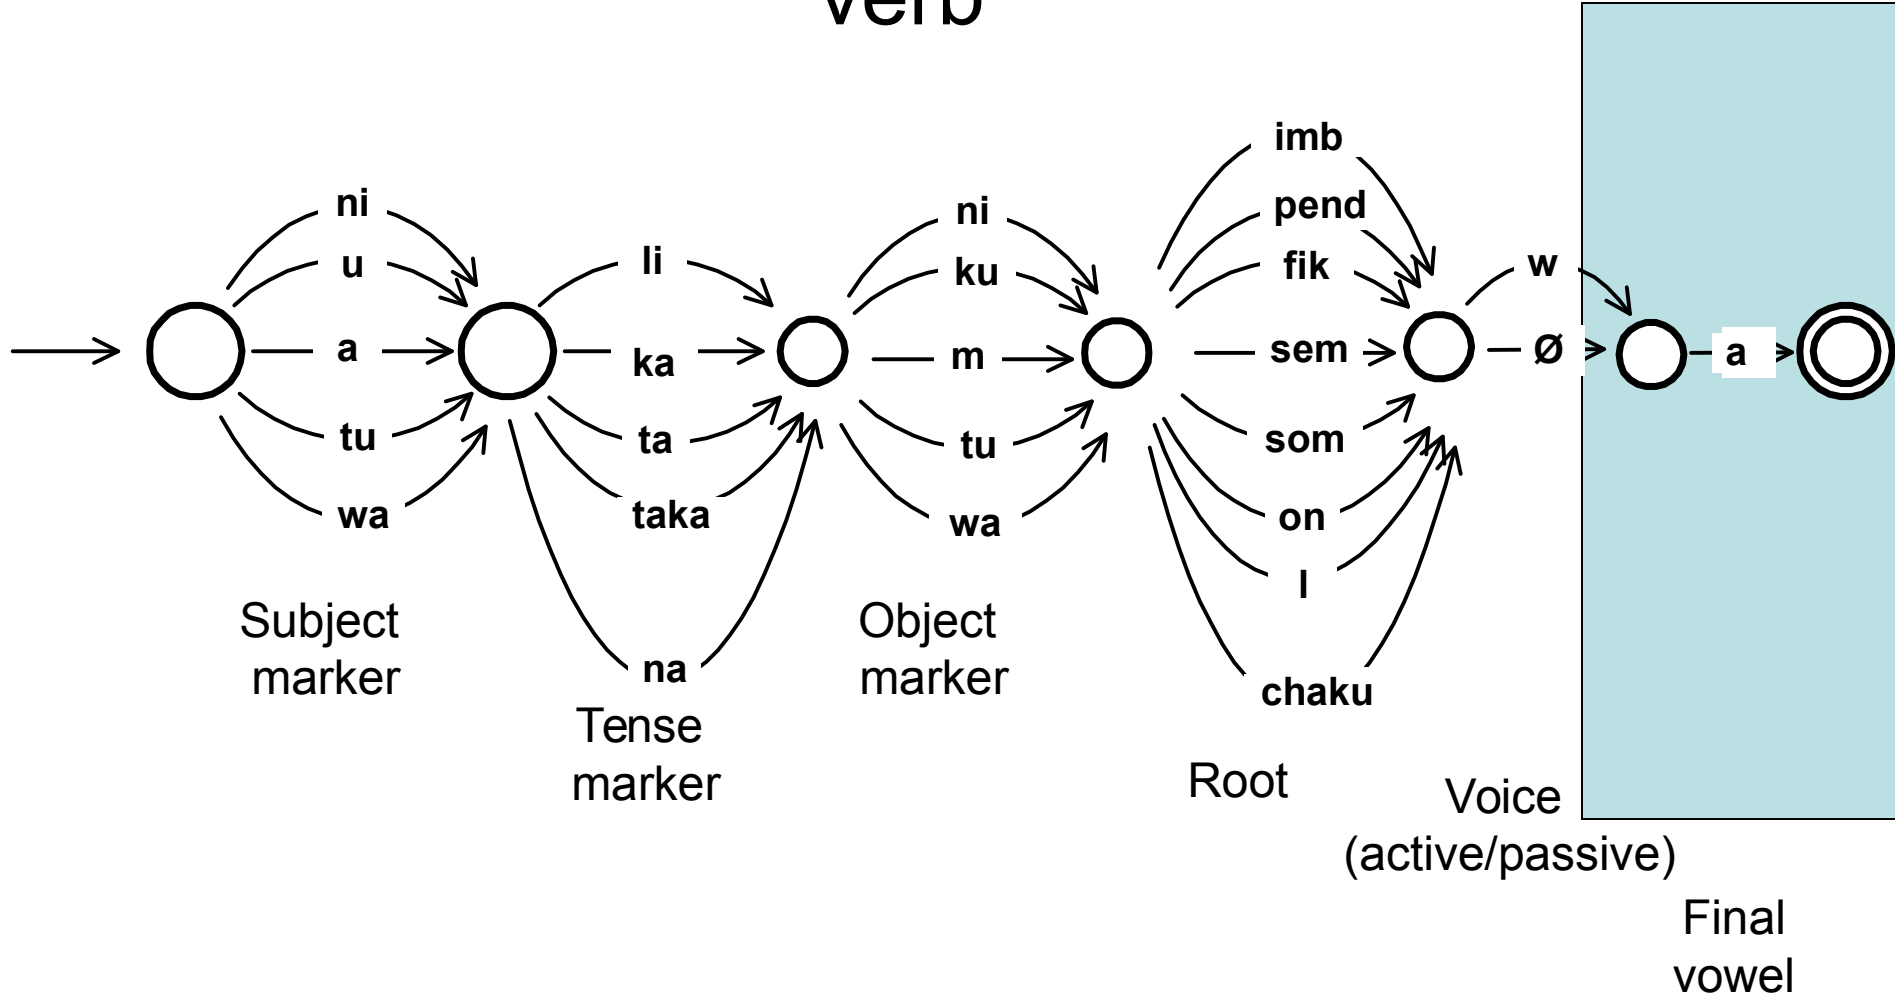 verb
ni
u
a
tu
wa
Subject
marker
li
ka
ta
taka
na
Tense
marker
ni
ku
m
tu
wa
Object
marker
imb
pend
fik
sem
som
on
l
chaku
Root
w
Ø
Voice
(active/passive)
a
Final
vowel